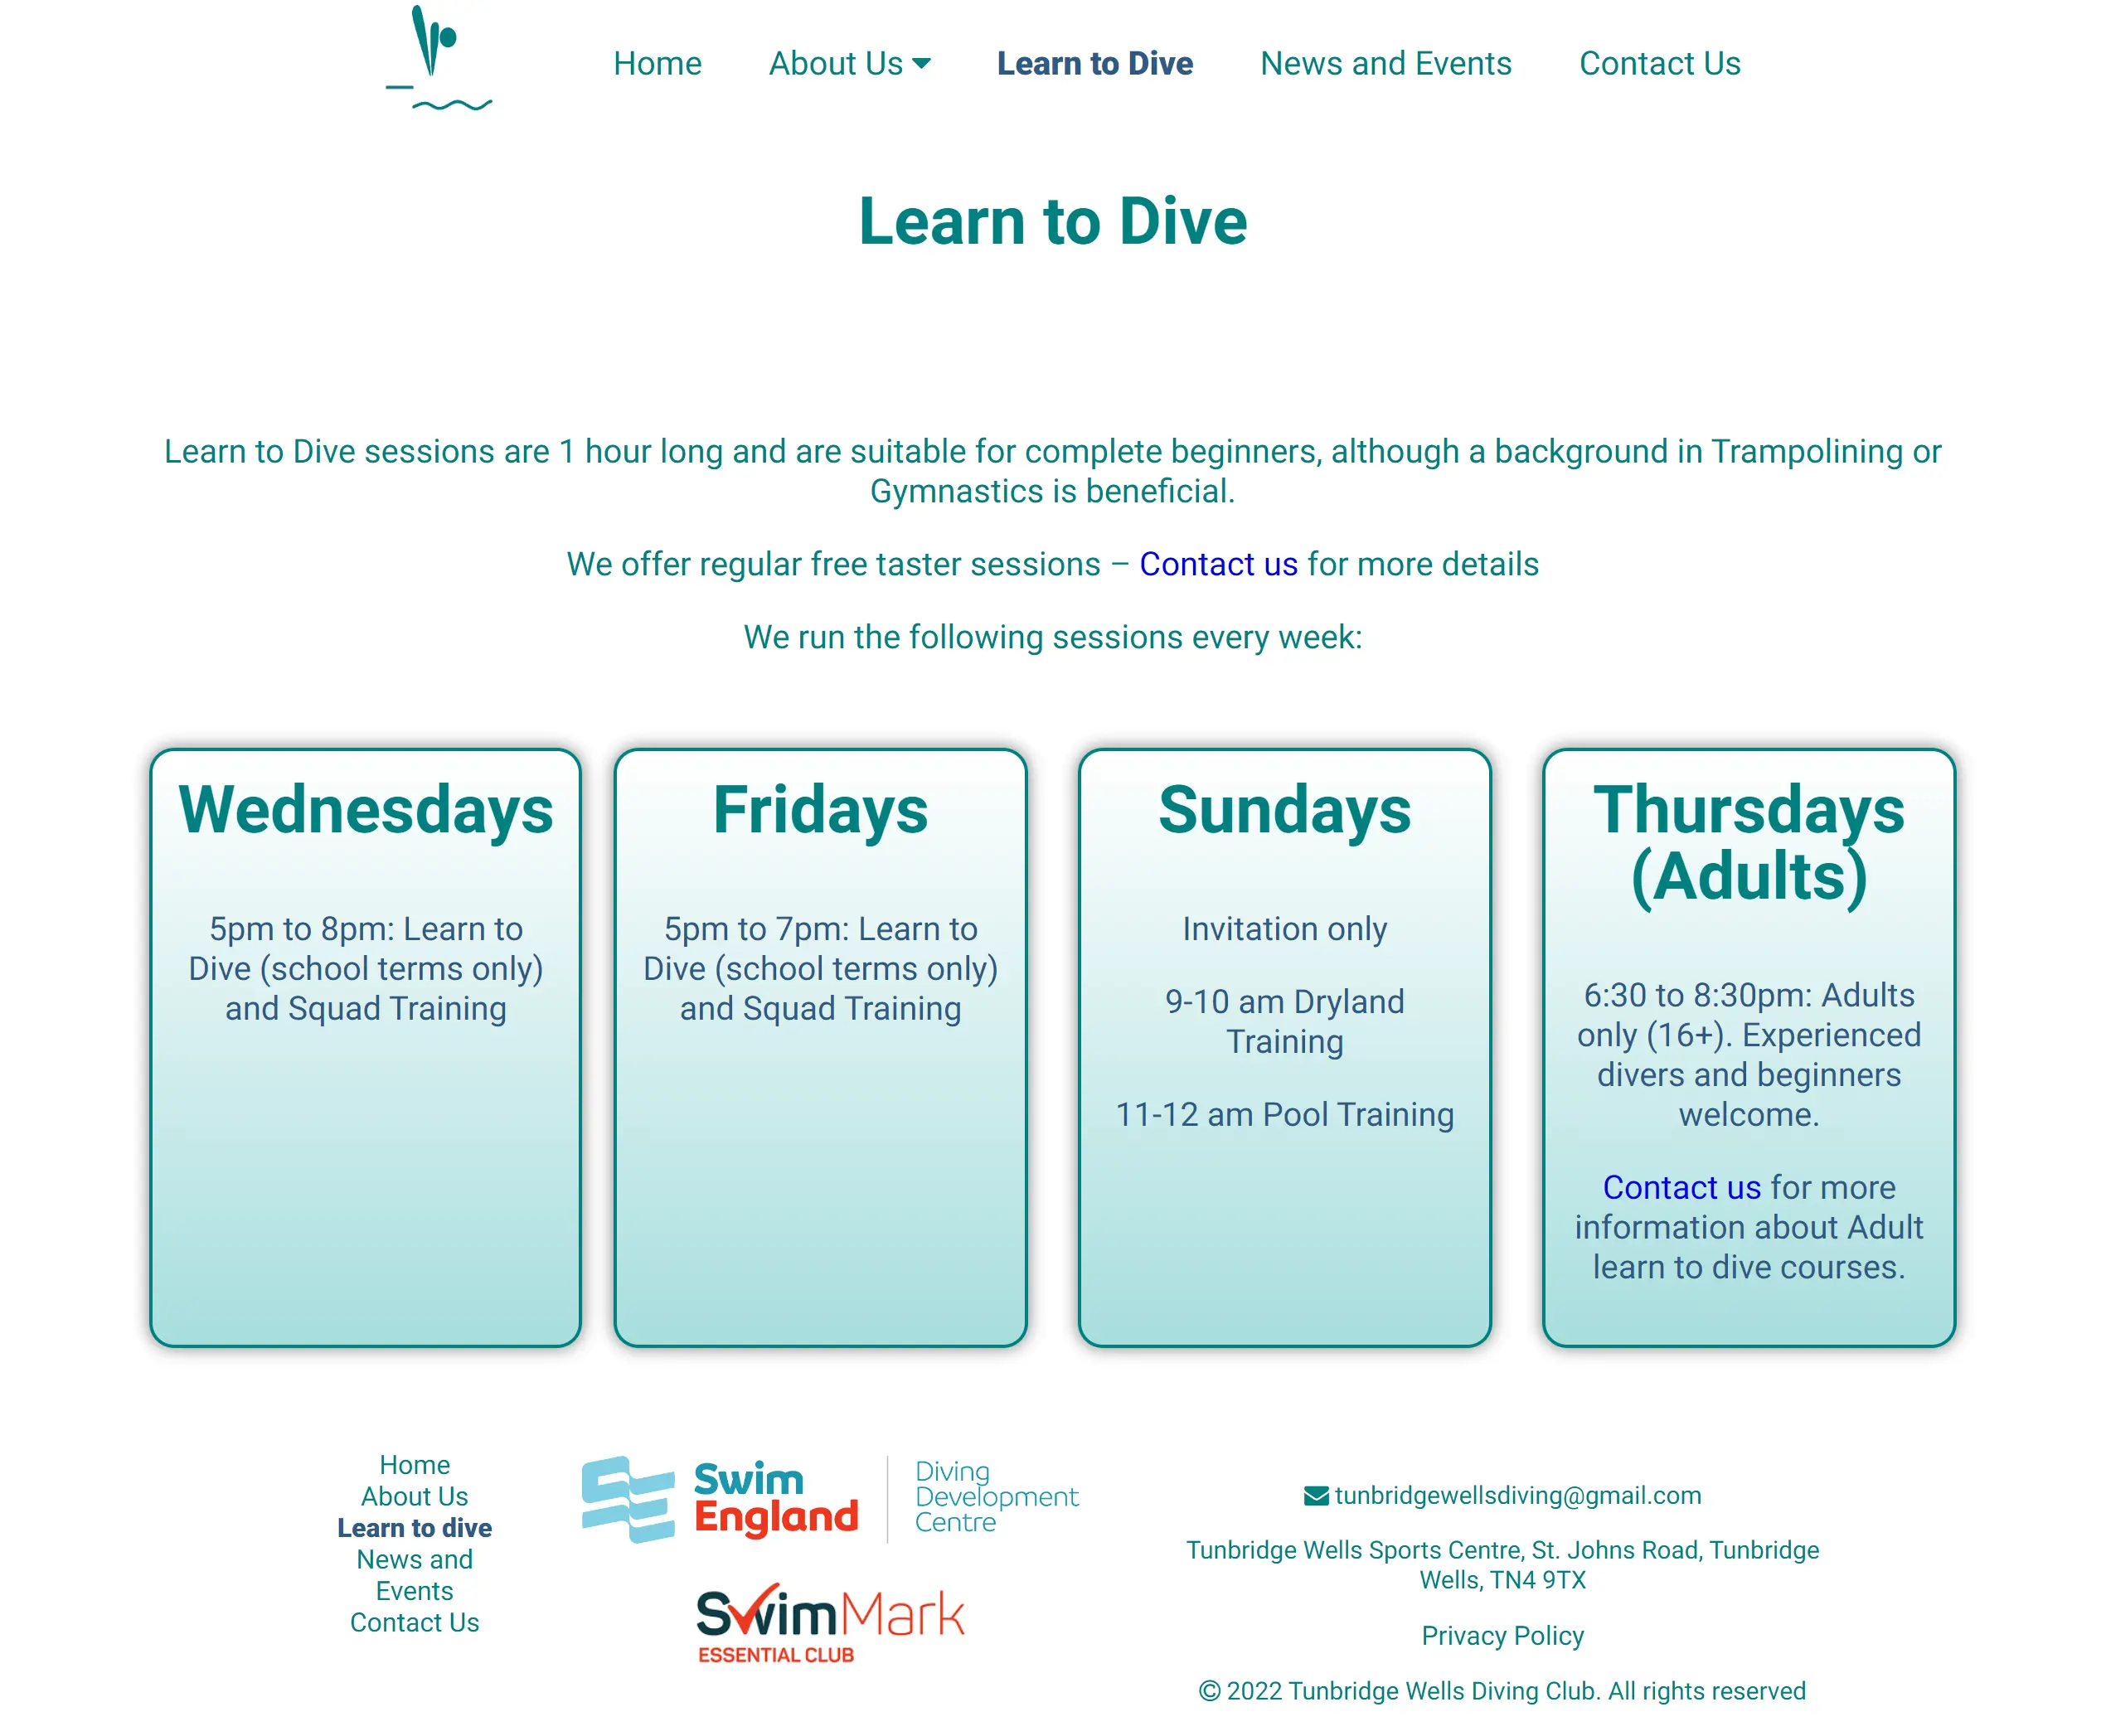 Home About Us Learn to Dive News and Events Contact Us
Learn to Dive
Learn to Dive sessions are 1 hour long and are suitable for complete beginners, although a background in Trampolining or
Gymnastics is beneficial.
We offer regular free taster sessions – Contact us for more details
We run the following sessions every week:
Wednesdays
5pm to 8pm: Learn to
Dive (school terms only)
and Squad Training
Fridays
5pm to 7pm: Learn to
Dive (school terms only)
and Squad Training
Sundays
Invitation only
9-10 am Dryland
Training
11-12 am Pool Training
Thursdays
(Adults)
6:30 to 8:30pm: Adults
only (16+). Experienced
divers and beginners
welcome.
Contact us for more
information about Adult
learn to dive courses.
Home
About Us
Learn to dive
News and
Events
Contact Us
Swim
England
Diving
Development
Centre
SwimMark
ESSENTIAL CLUB
tunbridgewellsdiving@gmail.com
Tunbridge Wells Sports Centre, St. Johns Road, Tunbridge
Wells, TN4 9TX
Privacy Policy
© 2022 Tunbridge Wells Diving Club. All rights reserved